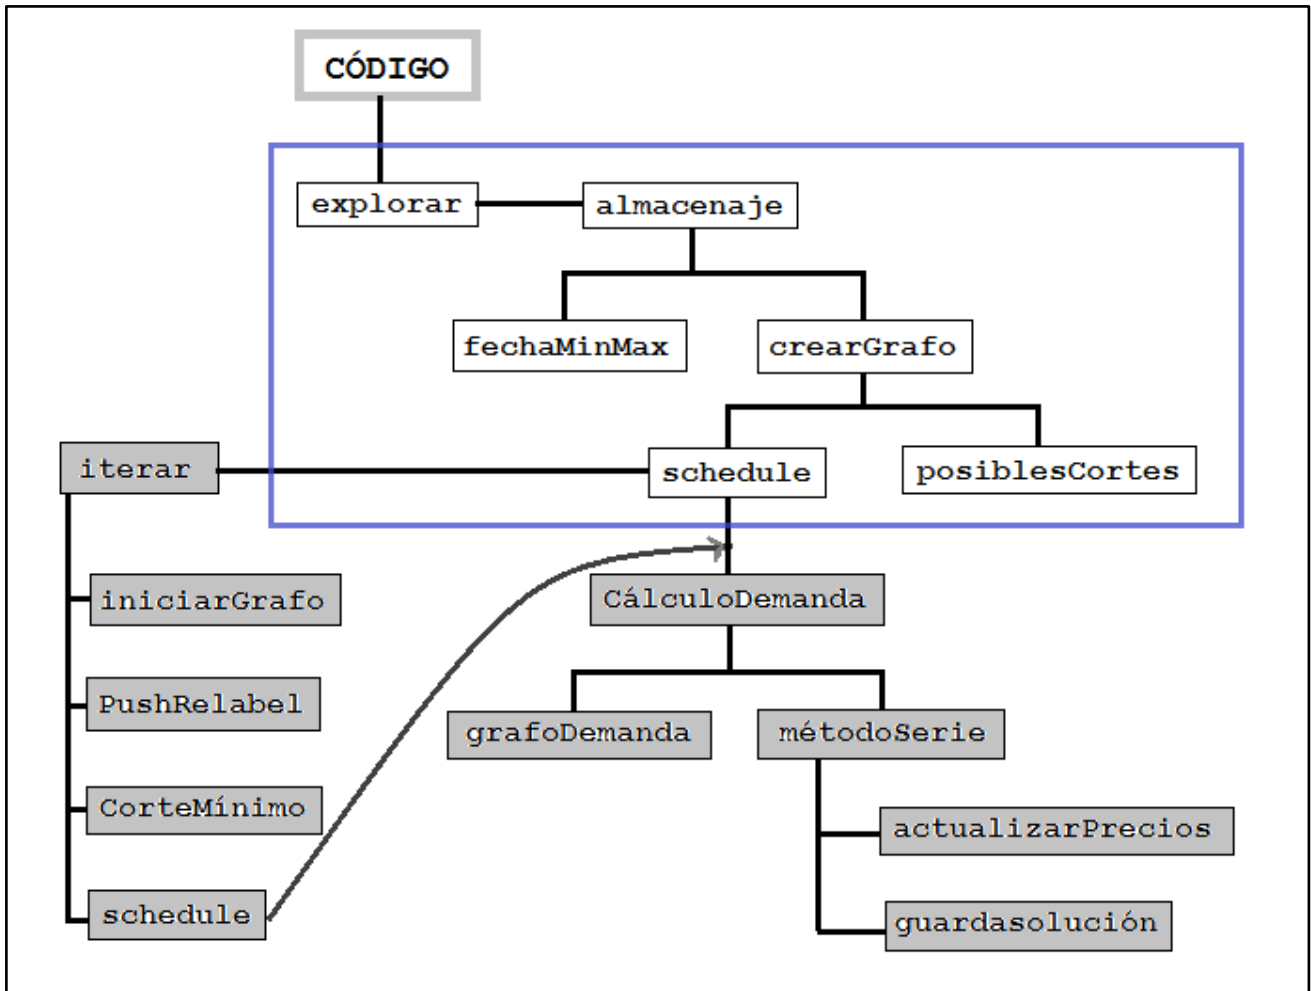 CÓDIGO
explorar
almacenaje
fechaMinMax
crearGrafo
iterar
schedule
posiblesCortes
iniciarGrafo
CálculoDemanda
PushRelabel
grafoDemanda
métodoSerie
CorteMínimo
actualizarPrecios
schedule
guardasolución